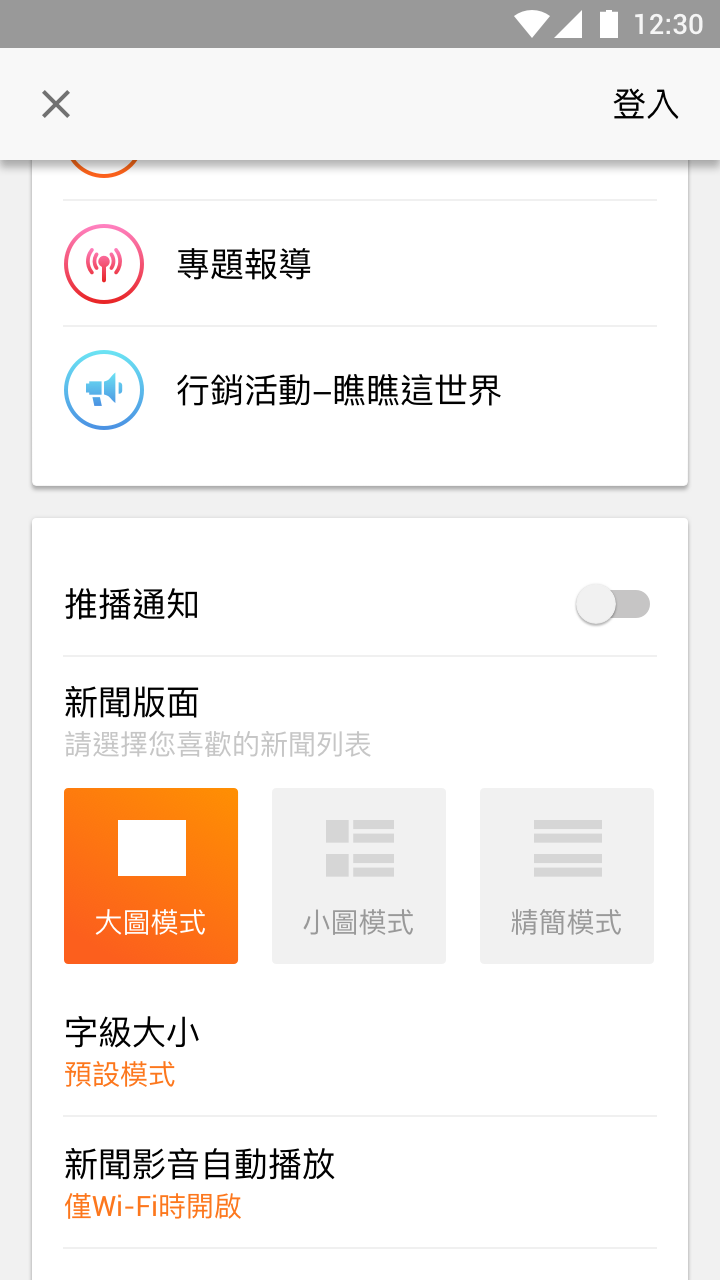 12:30
登入
專題報導
行銷活動–瞧瞧這世界
推播通知
新聞版面
請選擇您喜歡的新聞列表
大圖模式
小圖模式
精簡模式
字級大小
預設模式
新聞影音自動播放
僅Wi-Fi時開啟